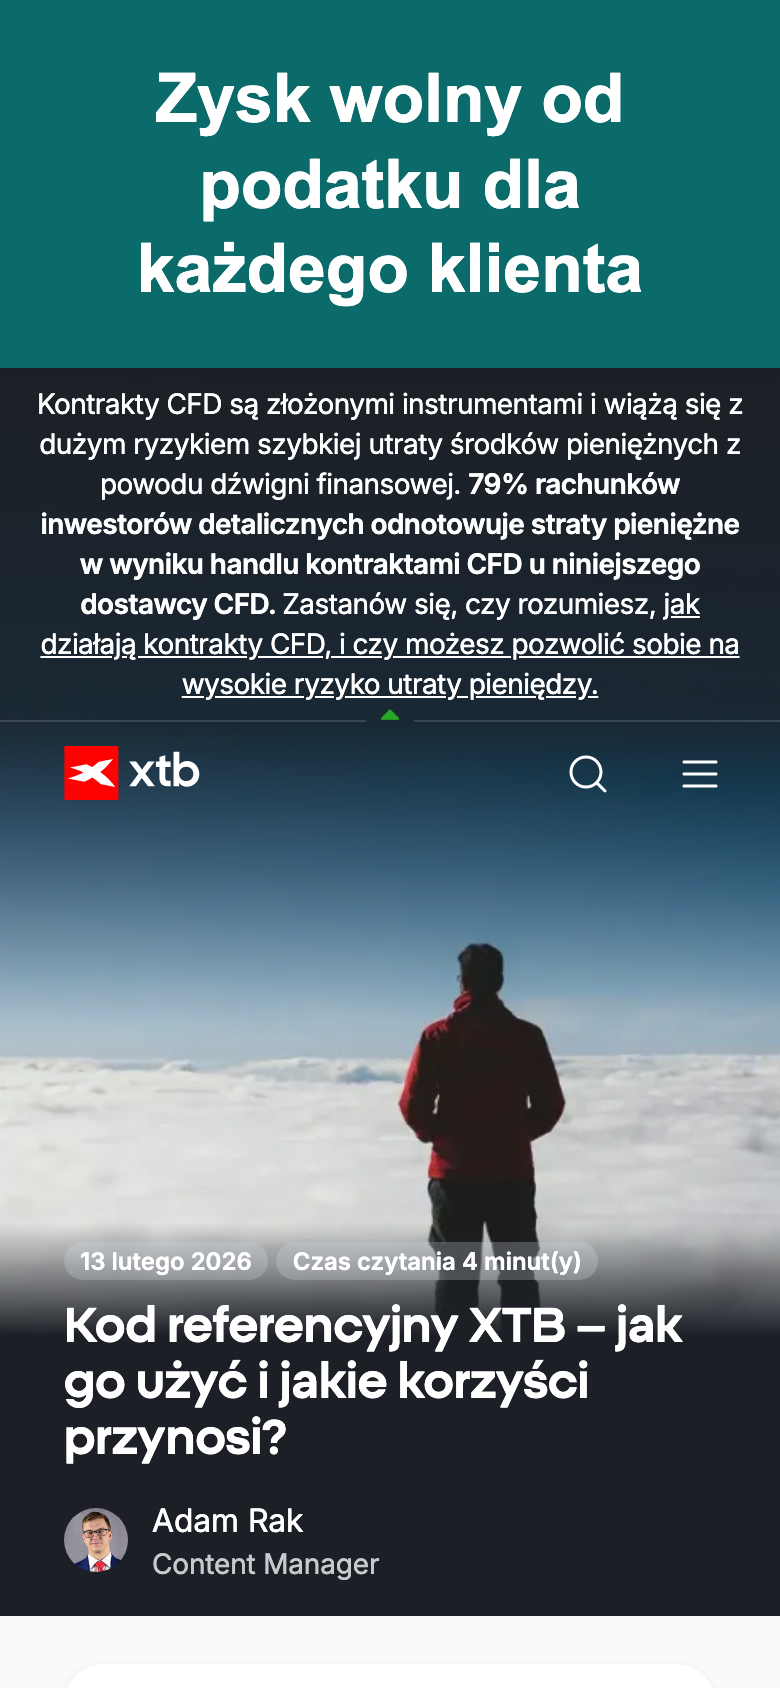 Zysk wolny od
podatku dla
każdego klienta
Kontrakty CFD są złożonymi instrumentami i wiążą się z
dużym ryzykiem szybkiej utraty środków pieniężnych z
powodu dźwigni finansowej. 79% rachunków
inwestorów detalicznych odnotowuje straty pieniężne
w wyniku handlu kontraktami CFD u niniejszego
dostawcy CFD. Zastanów się, czy rozumiesz, jak
działają kontrakty CFD, i czy możesz pozwolić sobie na
wysokie ryzyko utraty pieniędzy.
xtb
13 lutego 2026 Czas czytania 4 minut(y)
Kod referencyjny XTB – jak
go użyć i jakie korzyści
przynosi?
Adam Rak
Content Manager